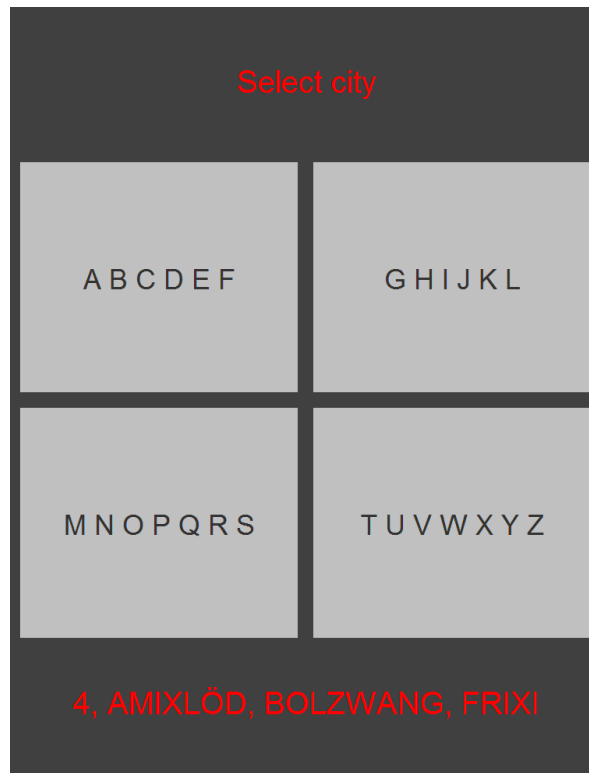 Select city
A B C D E F
G H I J K L
M N O P Q R S
T U V W X Y Z
4, AMIXLÖD, BOLZWANG, FRIXI